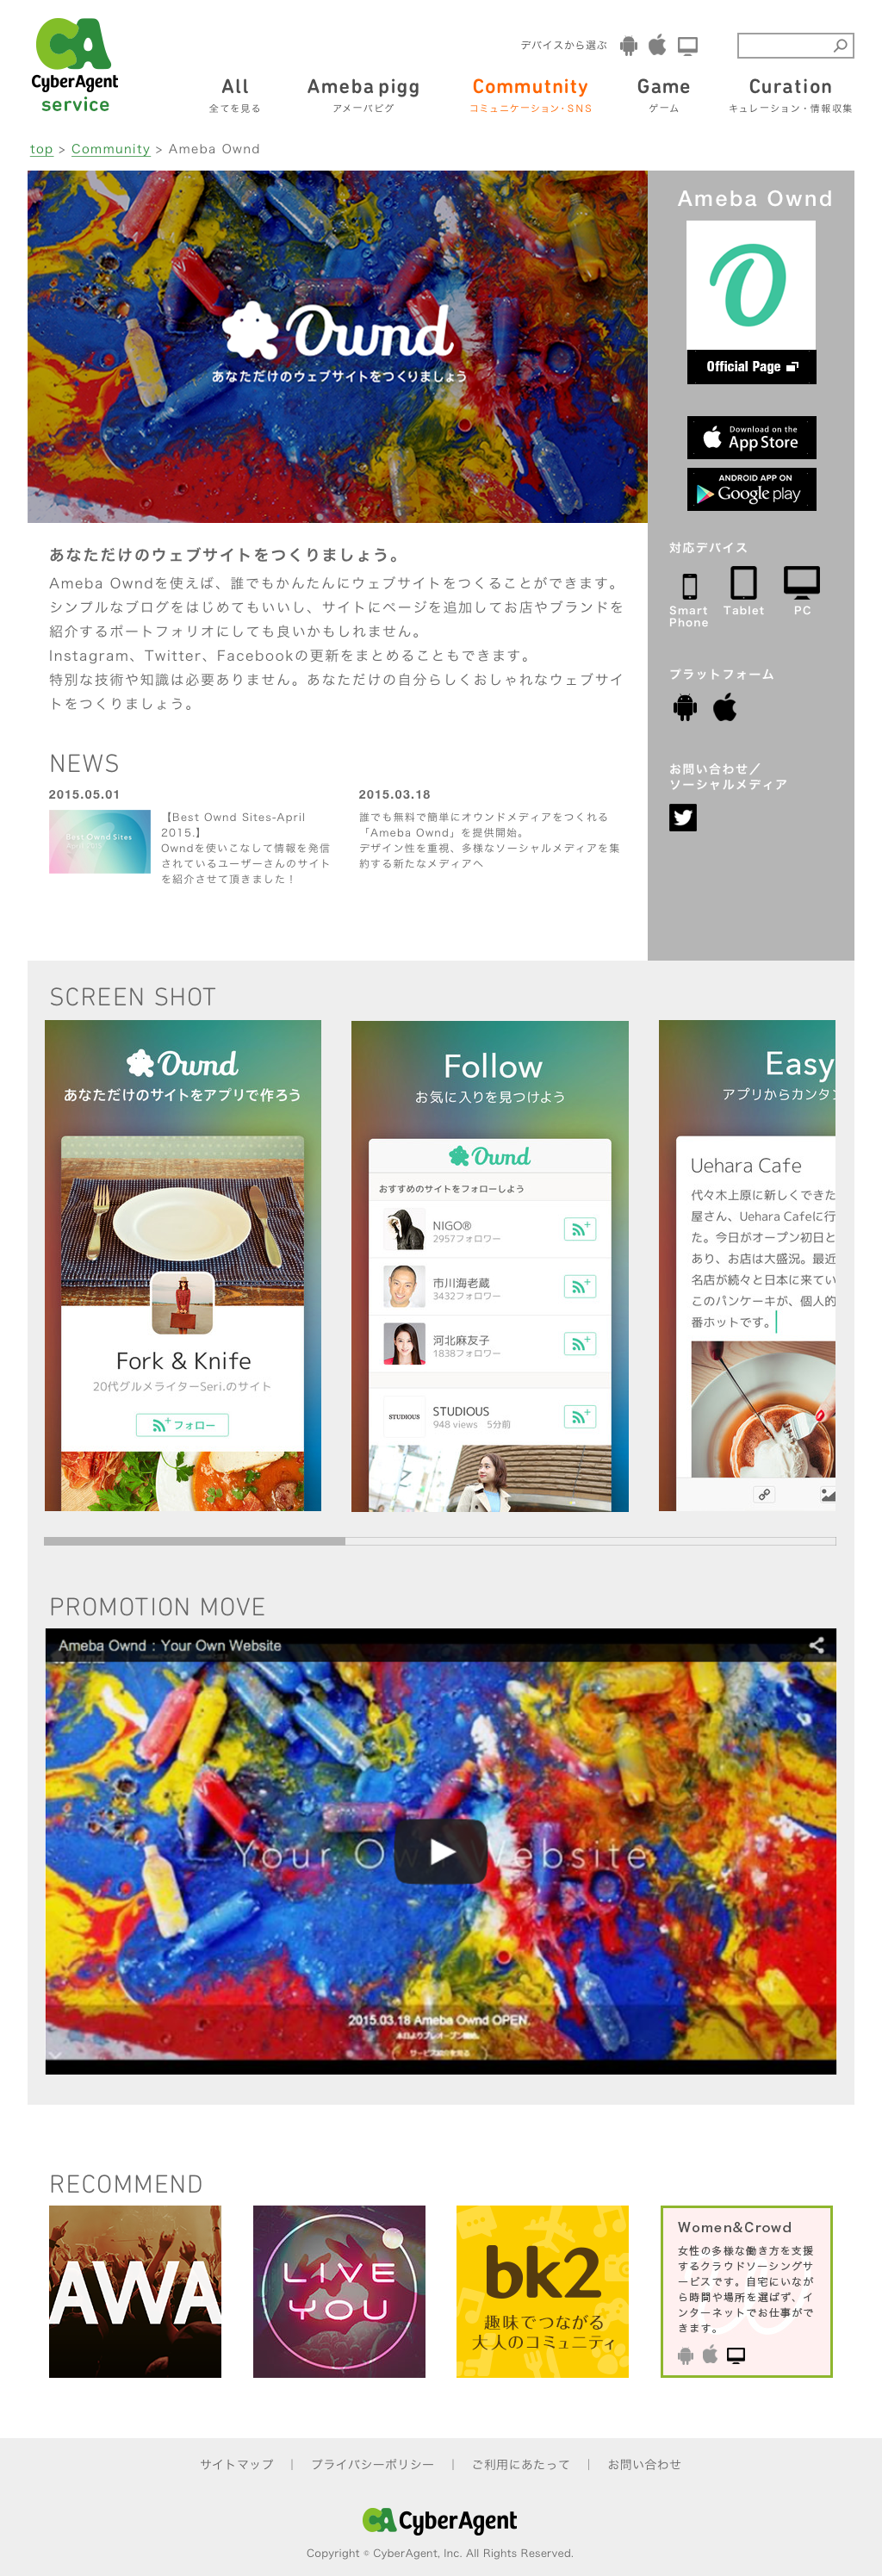 CyberAgent
service
デバイスから選ぶ
All
全てを見る
Ameba pigg
アメーバピグ
Commutnity
コミュニケーション・SNS
Game
ゲーム
Curation
キュレーション・情報収集
top > Community > Ameba Ownd
Ownd
あなただけのウェブサイトをつくりましょう
Ameba Ownd
Official Page
Download on the
App Store
ANDROID APP ON
Google play
対応デバイス
Smart
Phone
Tablet
PC
プラットフォーム
お問い合わせ／
ソーシャルメディア
あなただけのウェブサイトをつくりましょう。
Ameba Owndを使えば、誰でもかんたんにウェブサイトをつくることができます。
シンプルなブログをはじめてもいいし、サイトにページを追加してお店やブランドを
紹介するポートフォリオにしても良いかもしれません。
Instagram、Twitter、Facebookの更新をまとめることもできます。
特別な技術や知識は必要ありません。あなただけの自分らしくおしゃれなウェブサイ
トをつくりましょう。
NEWS
2015.05.01
Best Ownd Sites
【Best Ownd Sites-April
2015.】
Owndを使いこなして情報を発信
されているユーザーさんのサイト
を紹介させて頂きました！
2015.03.18
誰でも無料で簡単にオウンドメディアをつくれる
「Ameba Ownd」を提供開始。
デザイン性を重視、多様なソーシャルメディアを集
約する新たなメディアへ
SCREEN SHOT
Ownd
あなただけのサイトをアプリで作ろう
Fork & Knife
20代グルメライターSeri.のサイト
フォロー
Follow
お気に入りを見つけよう
Ownd
おすすめのサイトをフォローしよう
NIGO®
2957フォロワー
市川海老蔵
3432フォロワー
河北麻友子
1838フォロワー
STUDIOUS
STUDIOUS
948 views 5分前
Easy
アプリからカンタン
Uehara Cafe
代々木上原に新しくできた
屋さん、Uehara Cafeに行
た。今日がオープン初日と
あり、お店は大盛況。最近
名店が続々と日本に来てい
このパンケーキが、個人的
番ホットです。
PROMOTION MOVE
Ameba Ownd : Your Own Website
Your Own Website
2015.03.18 Ameba Ownd OPEN.
本日よりプレオープン開始。
サービス紹介を見る
RECOMMEND
AWA
LIVE
YOU
bk2
趣味でつながる
大人のコミュニティ
Women&Crowd
女性の多様な働き方を支援
するクラウドソーシングサ
ービスです。自宅にいなが
ら時間や場所を選ばず、イ
ンターネットでお仕事がで
きます。
サイトマップ | プライバシーポリシー | ご利用にあたって | お問い合わせ
CyberAgent
Copyright © CyberAgent, Inc. All Rights Reserved.